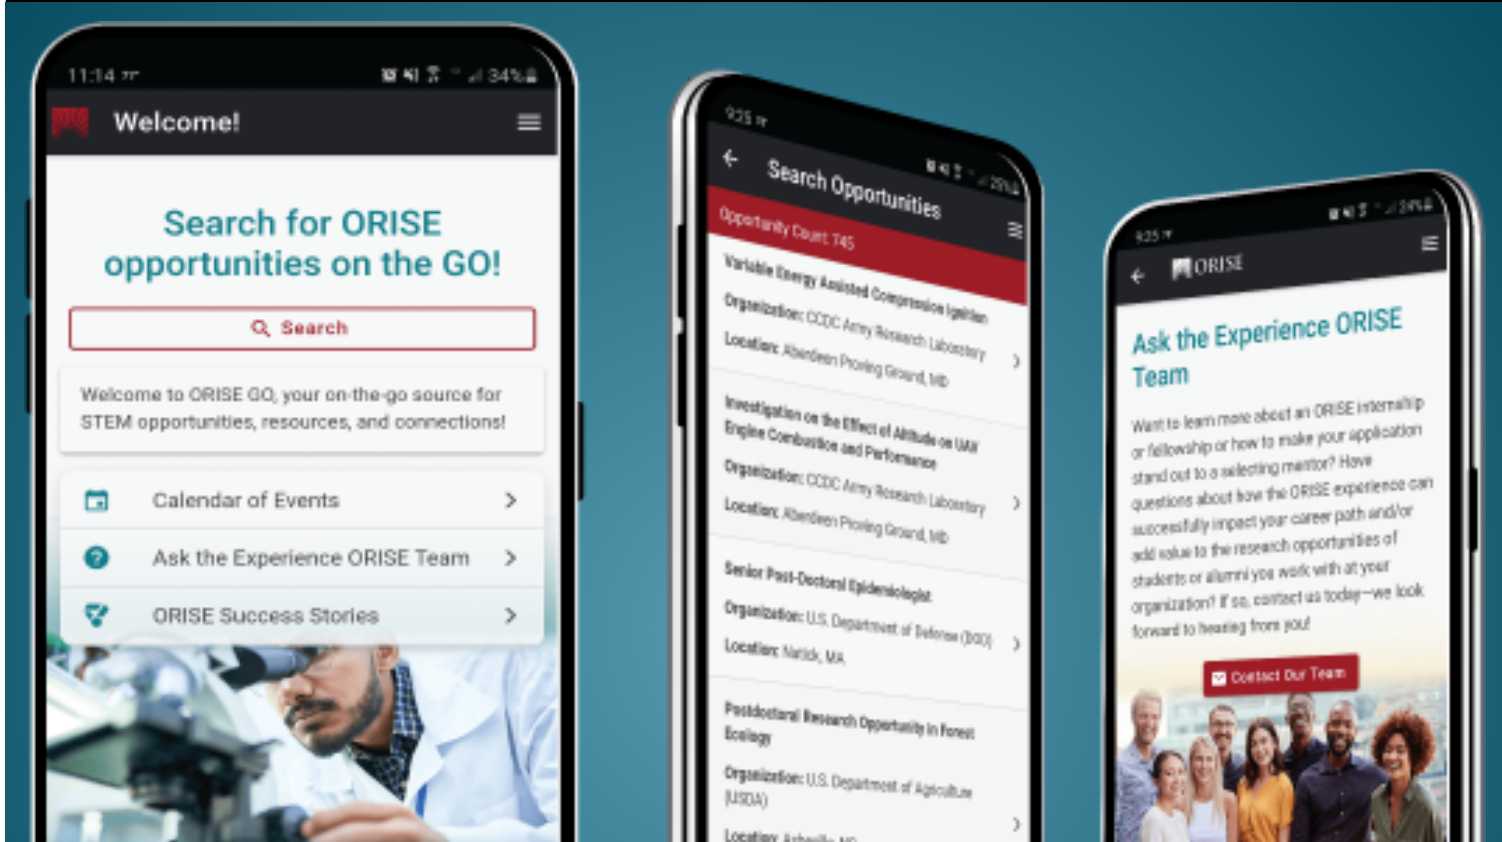 11:14
34%
Welcome!
Search for ORISE
opportunities on the GO!
Search
Welcome to ORISE GO, your on-the-go source for
STEM opportunities, resources, and connections!
Calendar of Events
Ask the Experience ORISE Team
ORISE Success Stories
9:25
Search Opportunities
Opportunity Count: 745
Variable Energy Assisted Compression Ignition
Organization: CCDC Army Research Laboratory
Location: Aberdeen Proving Ground, MD
Investigation on the Effect of Altitude on UAV
Engine Combustion and Performance
Organization: CCDC Army Research Laboratory
Location: Aberdeen Proving Ground, MD
Senior Post-Doctoral Epidemiologist
Organization: U.S. Department of Defense (DOD)
Location: Natick, MA
Postdoctoral Research Opportunity in Forest
Ecology
Organization: U.S. Department of Agriculture
(USDA)
Location: Asheville,
9:25
ORISE
Ask the Experience ORISE
Team
Want to learn more about an ORISE internship
or fellowship or how to make your application
stand out to a selecting mentor? Have
questions about how the ORISE experience can
successfully impact your career path and/or
add value to the research opportunities of
students or alumni you work with at your
organization? If so, contact us today—we look
forward to hearing from you!
Contact Our Team